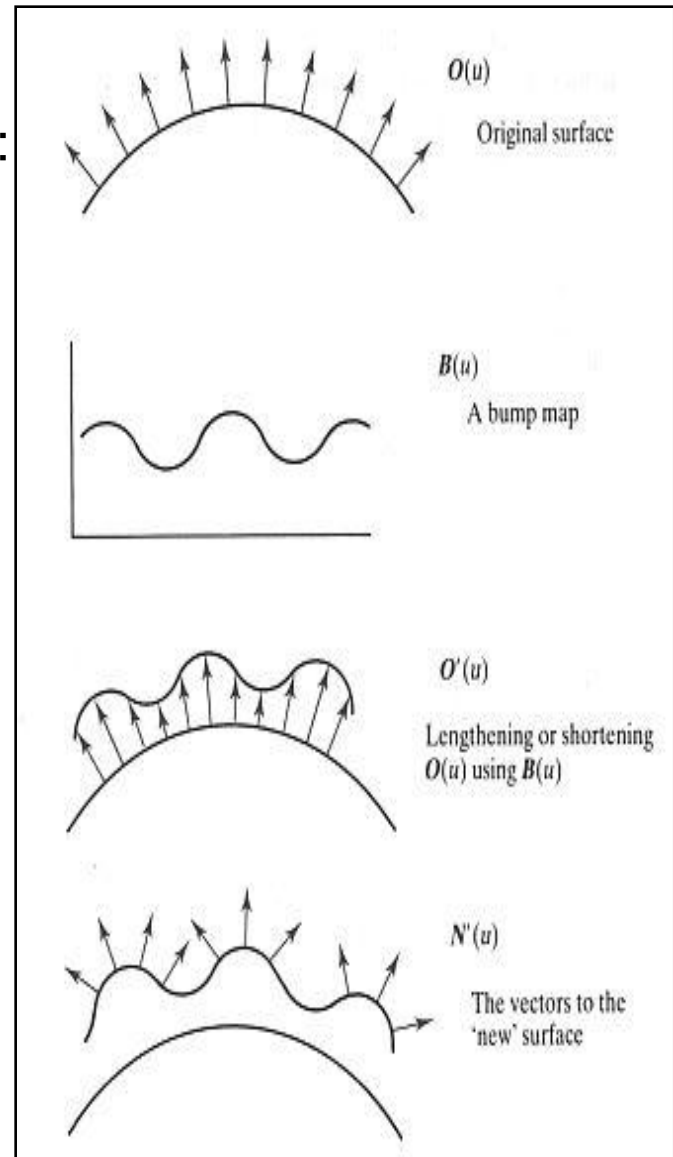 O(u)
Original surface
:
B(u)
A bump map
O'(u)
Lengthening or shortening
O(u) using B(u)
N'(u)
The vectors to the
'new' surface